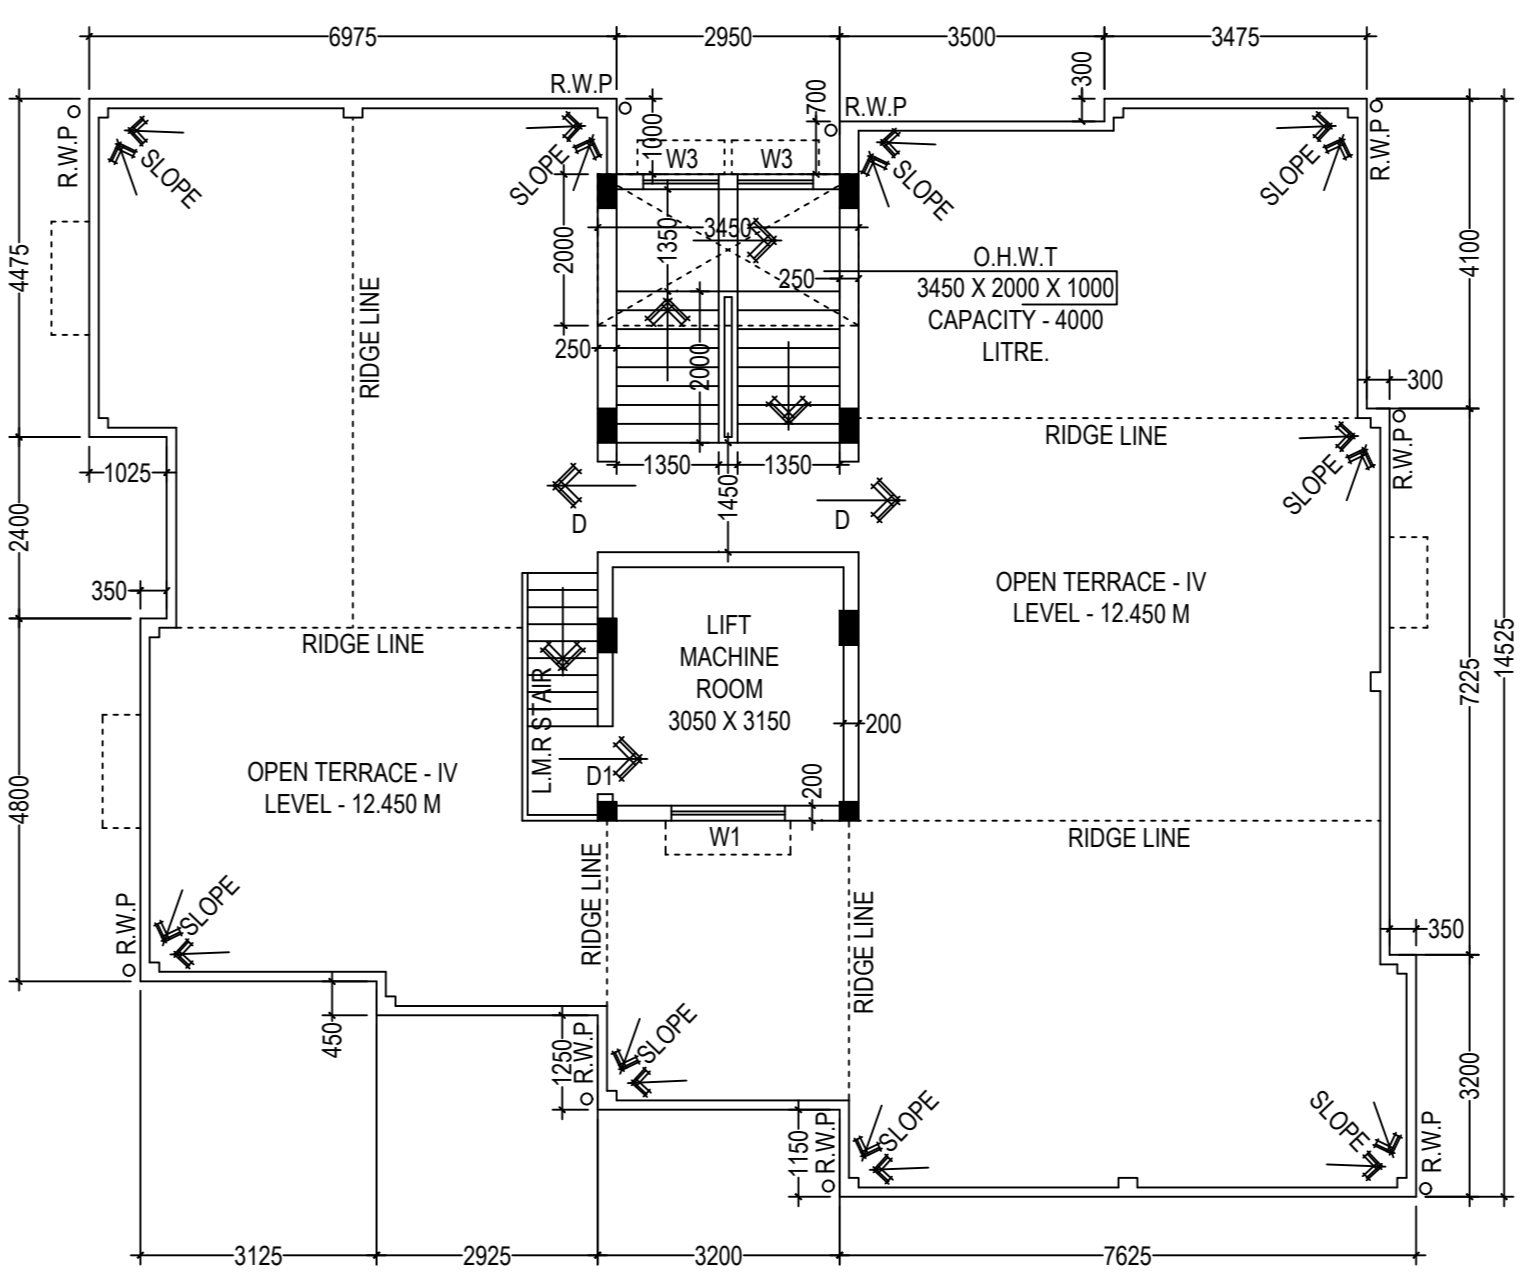 6975
2950
3500
3475
R.W.P
300
700
R.W.P
1000
R.W.P
R.W.P
W3
W3
SLOPE
SLOPE
SLOPE
SLOPE
4475
2000
1350
3450
250
O.H.W.T
3450 X 2000 X 1000
CAPACITY - 4000
LITRE.
4100
RIDGE LINE
250
2000
300
RIDGE LINE
1025
1350
1350
SLOPE
R.W.P
2400
1450
D
D
350
OPEN TERRACE - IV
LEVEL - 12.450 M
RIDGE LINE
LIFT
MACHINE
ROOM
3050 X 3150
14525
7225
L.M.R STAIR
200
OPEN TERRACE - IV
LEVEL - 12.450 M
D1
200
4800
W1
RIDGE LINE
SLOPE
R.W.P
RIDGE LINE
RIDGE LINE
350
450
1250
R.W.P
SLOPE
3200
1150
R.W.P
SLOPE
SLOPE
R.W.P
3125
2925
3200
7625